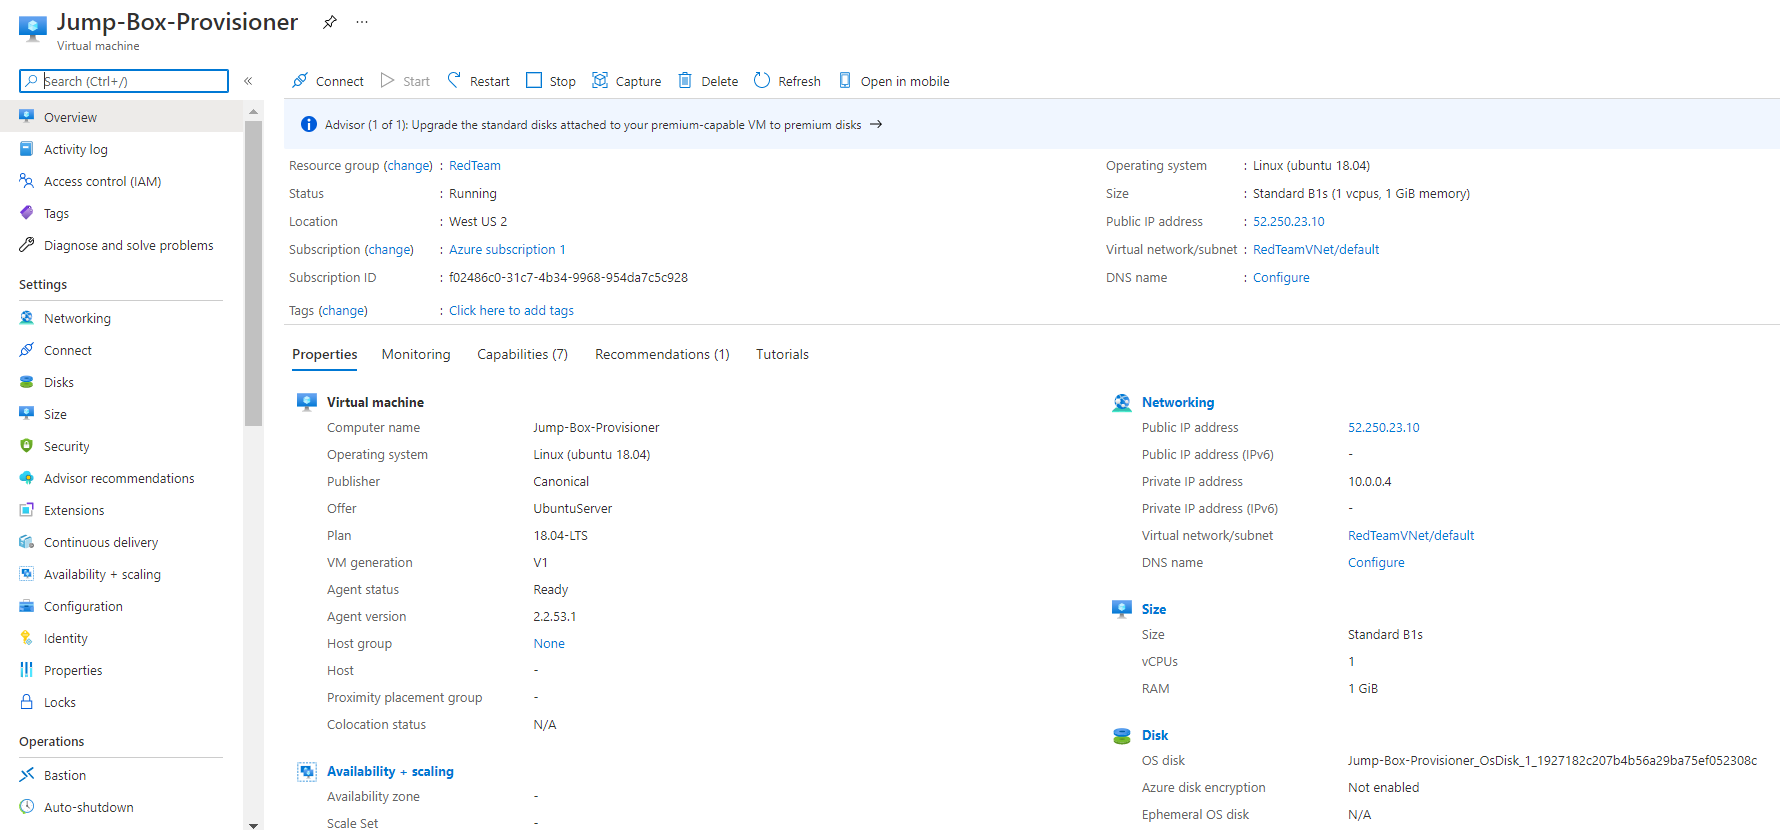 Jump-Box-Provisioner
Virtual machine
Search (Ctrl+/)
«
Overview
Activity log
Access control (IAM)
Tags
Diagnose and solve problems
Settings
Networking
Connect
Disks
Size
Security
Advisor recommendations
Extensions
Continuous delivery
Availability + scaling
Configuration
Identity
Properties
Locks
Operations
Bastion
Auto-shutdown
Connect Start Restart Stop Capture Delete Refresh Open in mobile
Advisor (1 of 1): Upgrade the standard disks attached to your premium-capable VM to premium disks →
Resource group (change) : RedTeam
Status : Running
Location : West US 2
Subscription (change) : Azure subscription 1
Subscription ID : f02486c0-31c7-4b34-9968-954da7c5c928
Tags (change) : Click here to add tags
Operating system : Linux (ubuntu 18.04)
Size : Standard B1s (1 vcpus, 1 GiB memory)
Public IP address : 52.250.23.10
Virtual network/subnet : RedTeamVNet/default
DNS name : Configure
Properties Monitoring Capabilities (7) Recommendations (1) Tutorials
Virtual machine
Computer name Jump-Box-Provisioner
Operating system Linux (ubuntu 18.04)
Publisher Canonical
Offer UbuntuServer
Plan 18.04-LTS
VM generation V1
Agent status Ready
Agent version 2.2.53.1
Host group None
Host -
Proximity placement group -
Colocation status N/A
Availability + scaling
Availability zone -
Scale Set -
Networking
Public IP address 52.250.23.10
Public IP address (IPv6) -
Private IP address 10.0.0.4
Private IP address (IPv6) -
Virtual network/subnet RedTeamVNet/default
DNS name Configure
Size
Size Standard B1s
vCPUs 1
RAM 1 GiB
Disk
OS disk Jump-Box-Provisioner_OsDisk_1_1927182c207b4b56a29ba75ef052308c
Azure disk encryption Not enabled
Ephemeral OS disk N/A